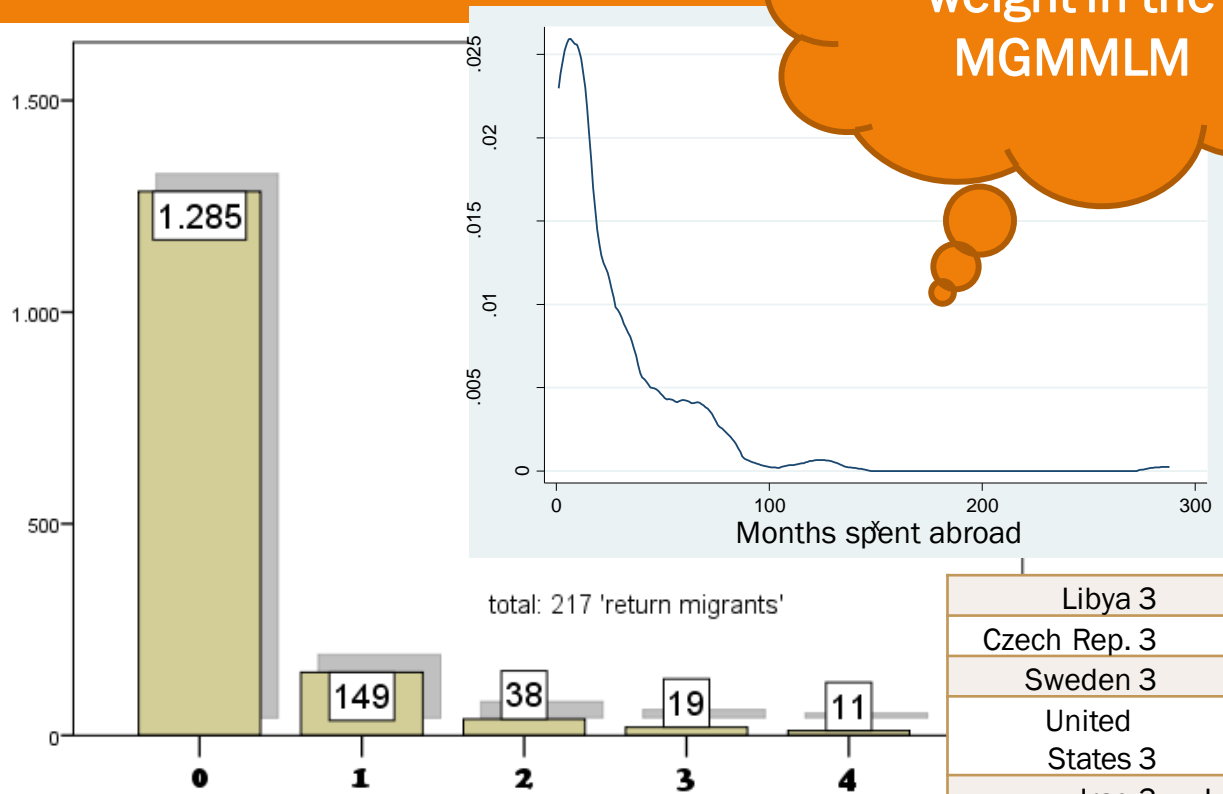 weight in the
MGMMLM
.025
.02
.015
.01
.005
0
0 100 200 300
x
Months spent abroad
1.500
1.000
500
0
1.285
149
38
19
11
total: 217 'return migrants'
0 1 2 3 4
Libya 3
Czech Rep. 3
Sweden 3
United
States 3